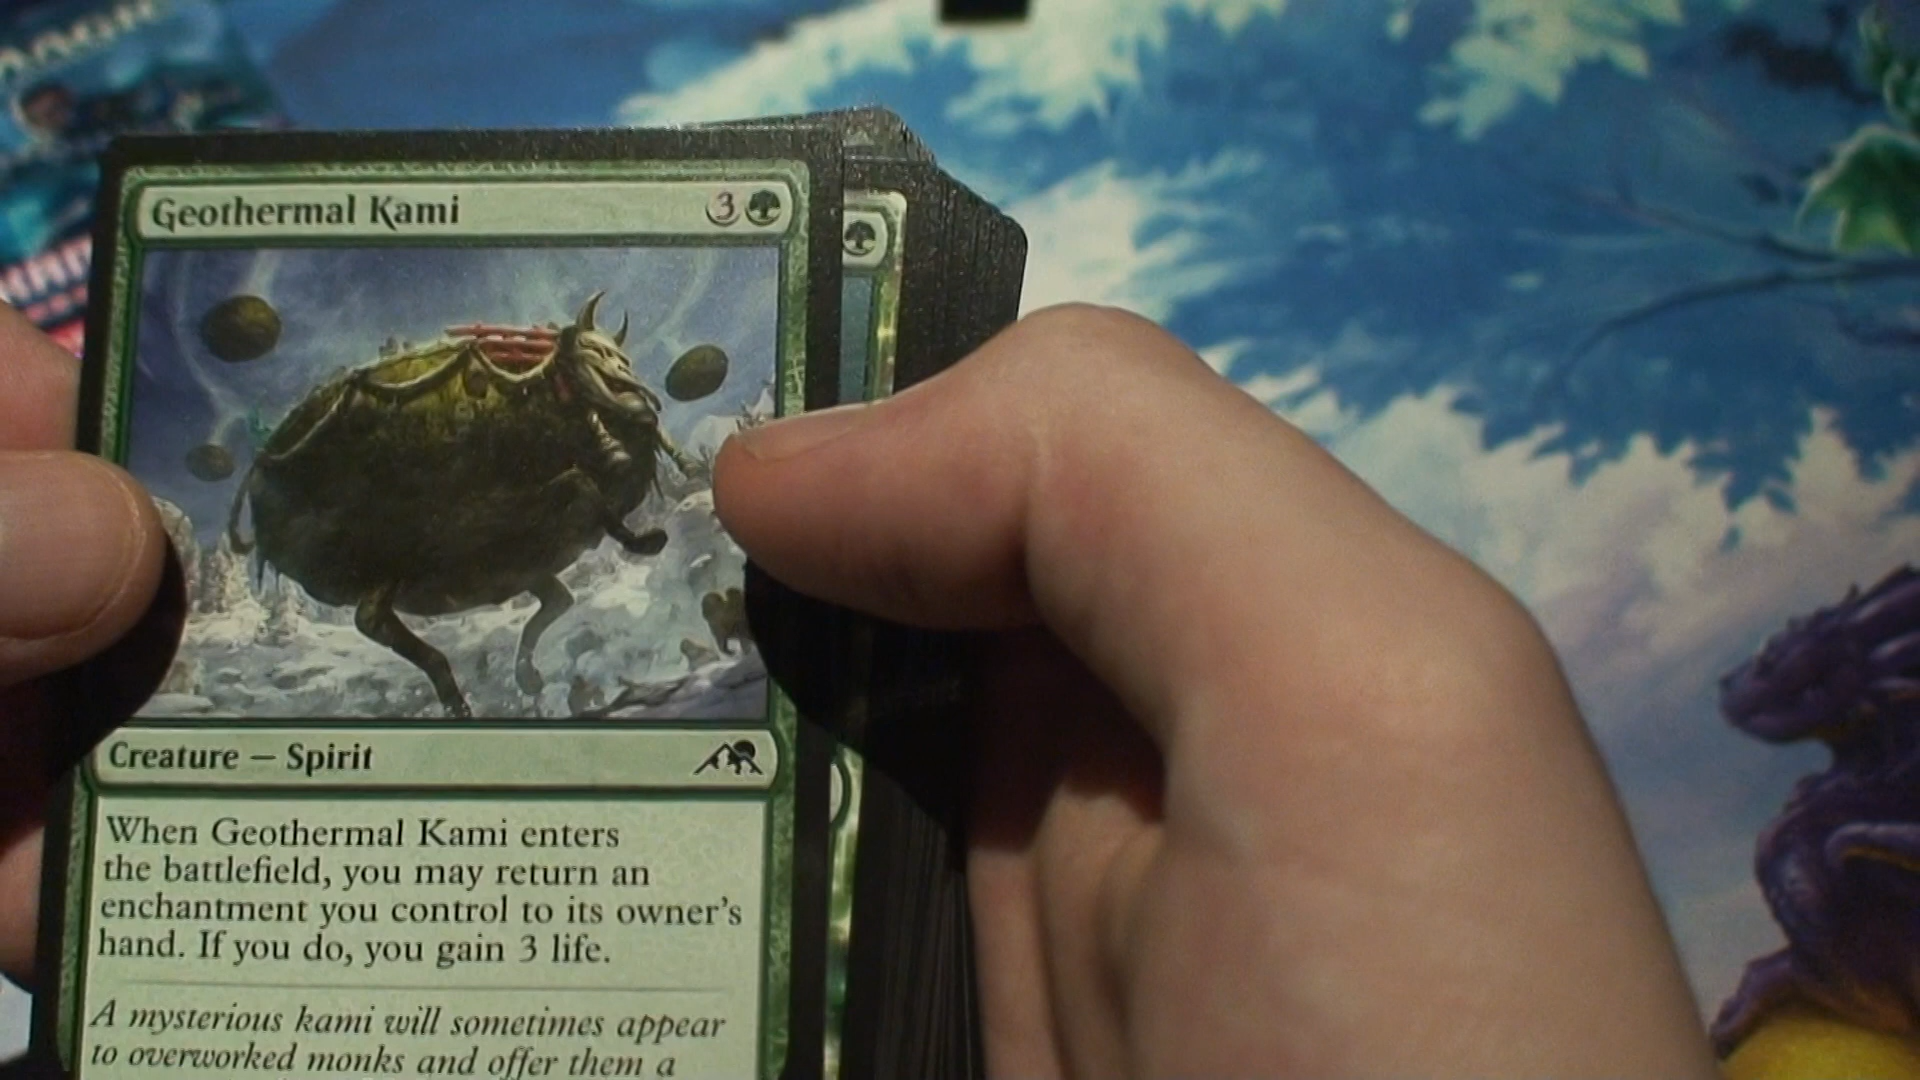 Geothermal Kami 3
Creature — Spirit
When Geothermal Kami enters
the battlefield, you may return an
enchantment you control to its owner's
hand. If you do, you gain 3 life.
A mysterious kami will sometimes appear
to overworked monks and offer them a